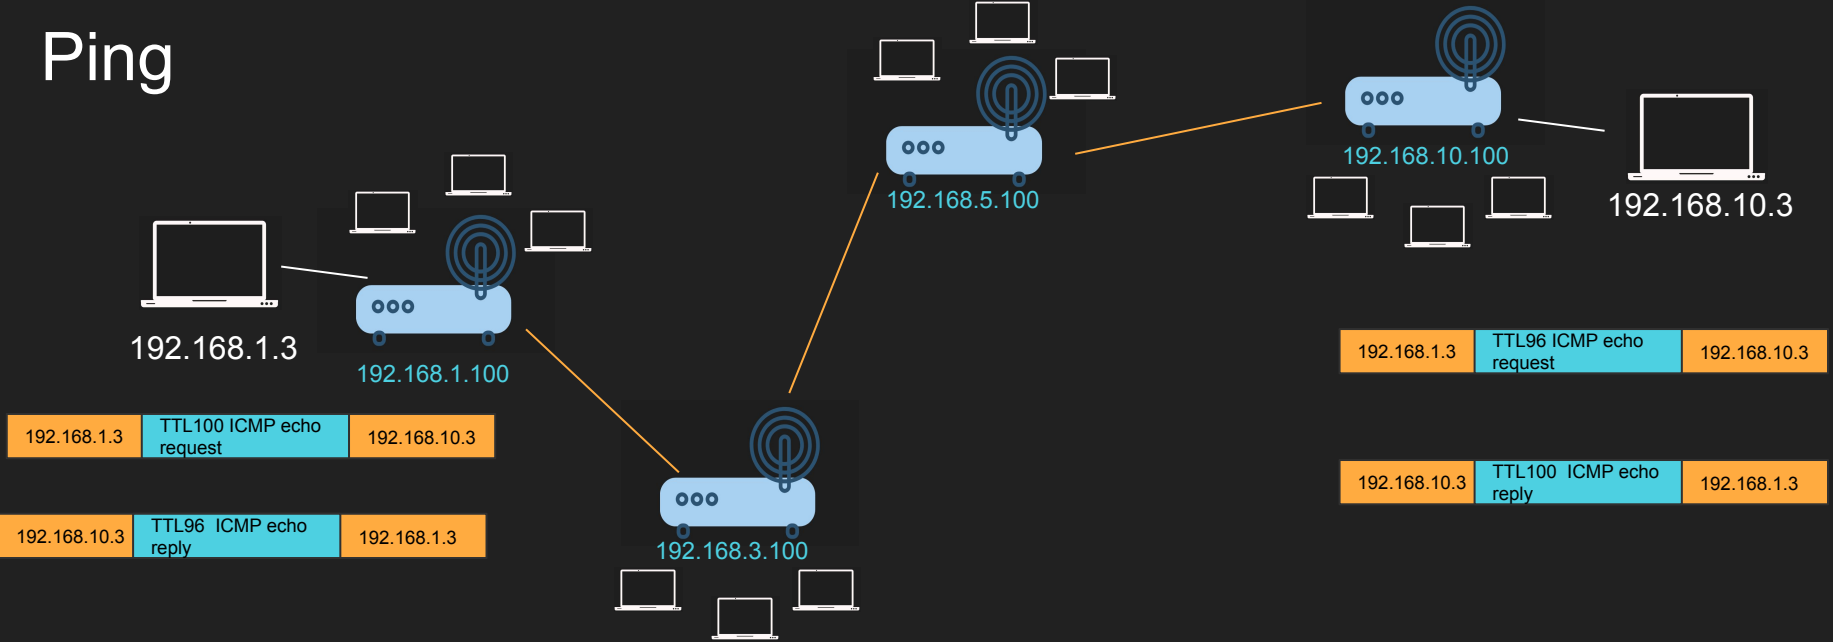 Ping
192.168.1.3
192.168.1.100
192.168.3.100
192.168.5.100
192.168.10.100
192.168.10.3
192.168.1.3
TTL100 ICMP echo
request
192.168.10.3
192.168.10.3
TTL96 ICMP echo
reply
192.168.1.3
192.168.1.3
TTL96 ICMP echo
request
192.168.10.3
192.168.10.3
TTL100 ICMP echo
reply
192.168.1.3